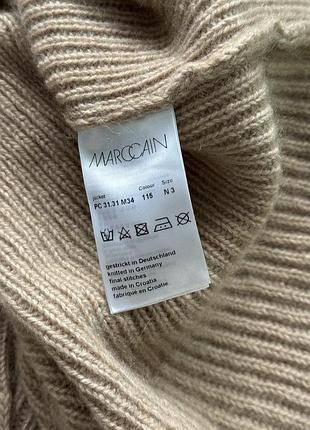 MARCCAIN
jacket Colour Size
PC 31.31 M34 115 N 3
gestrickt in Deutschland
knitted in Germany
final stitches
made in Croatia
fabriqué en Croatie